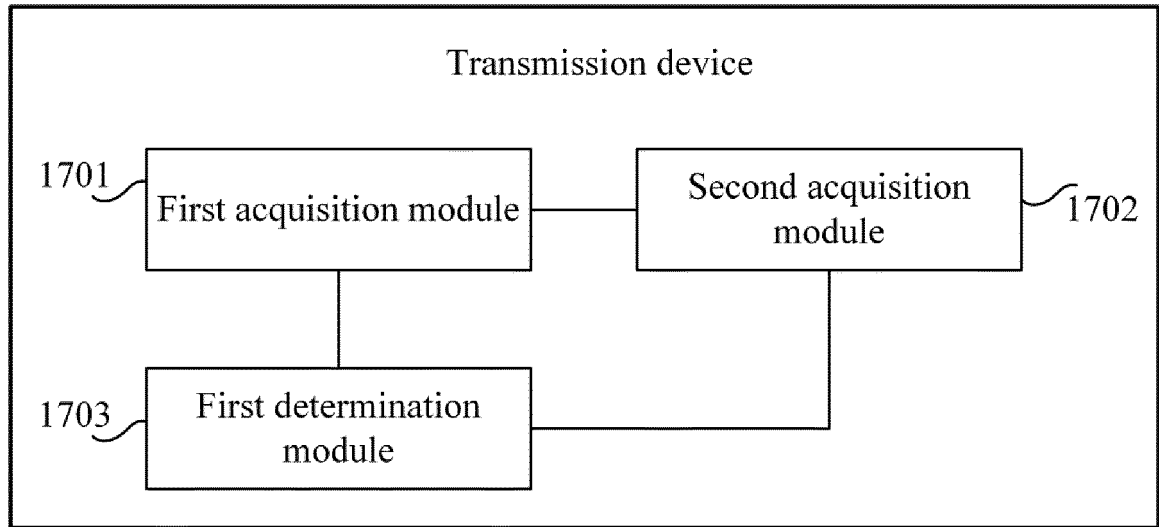 Transmission device
1701
First acquisition module
Second acquisition
module
1702
1703
First determination
module